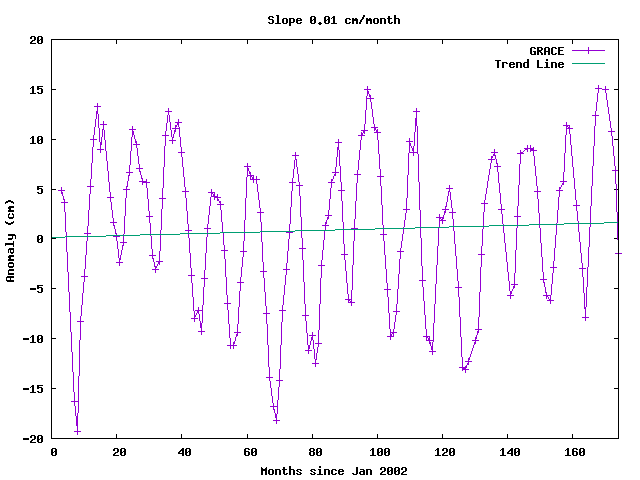 Slope 0.01 cm/month
GRACE
Trend Line
20
15
10
5
0
-5
-10
-15
-20
Anomaly (cm)
0 20 40 60 80 100 120 140 160
Months since Jan 2002